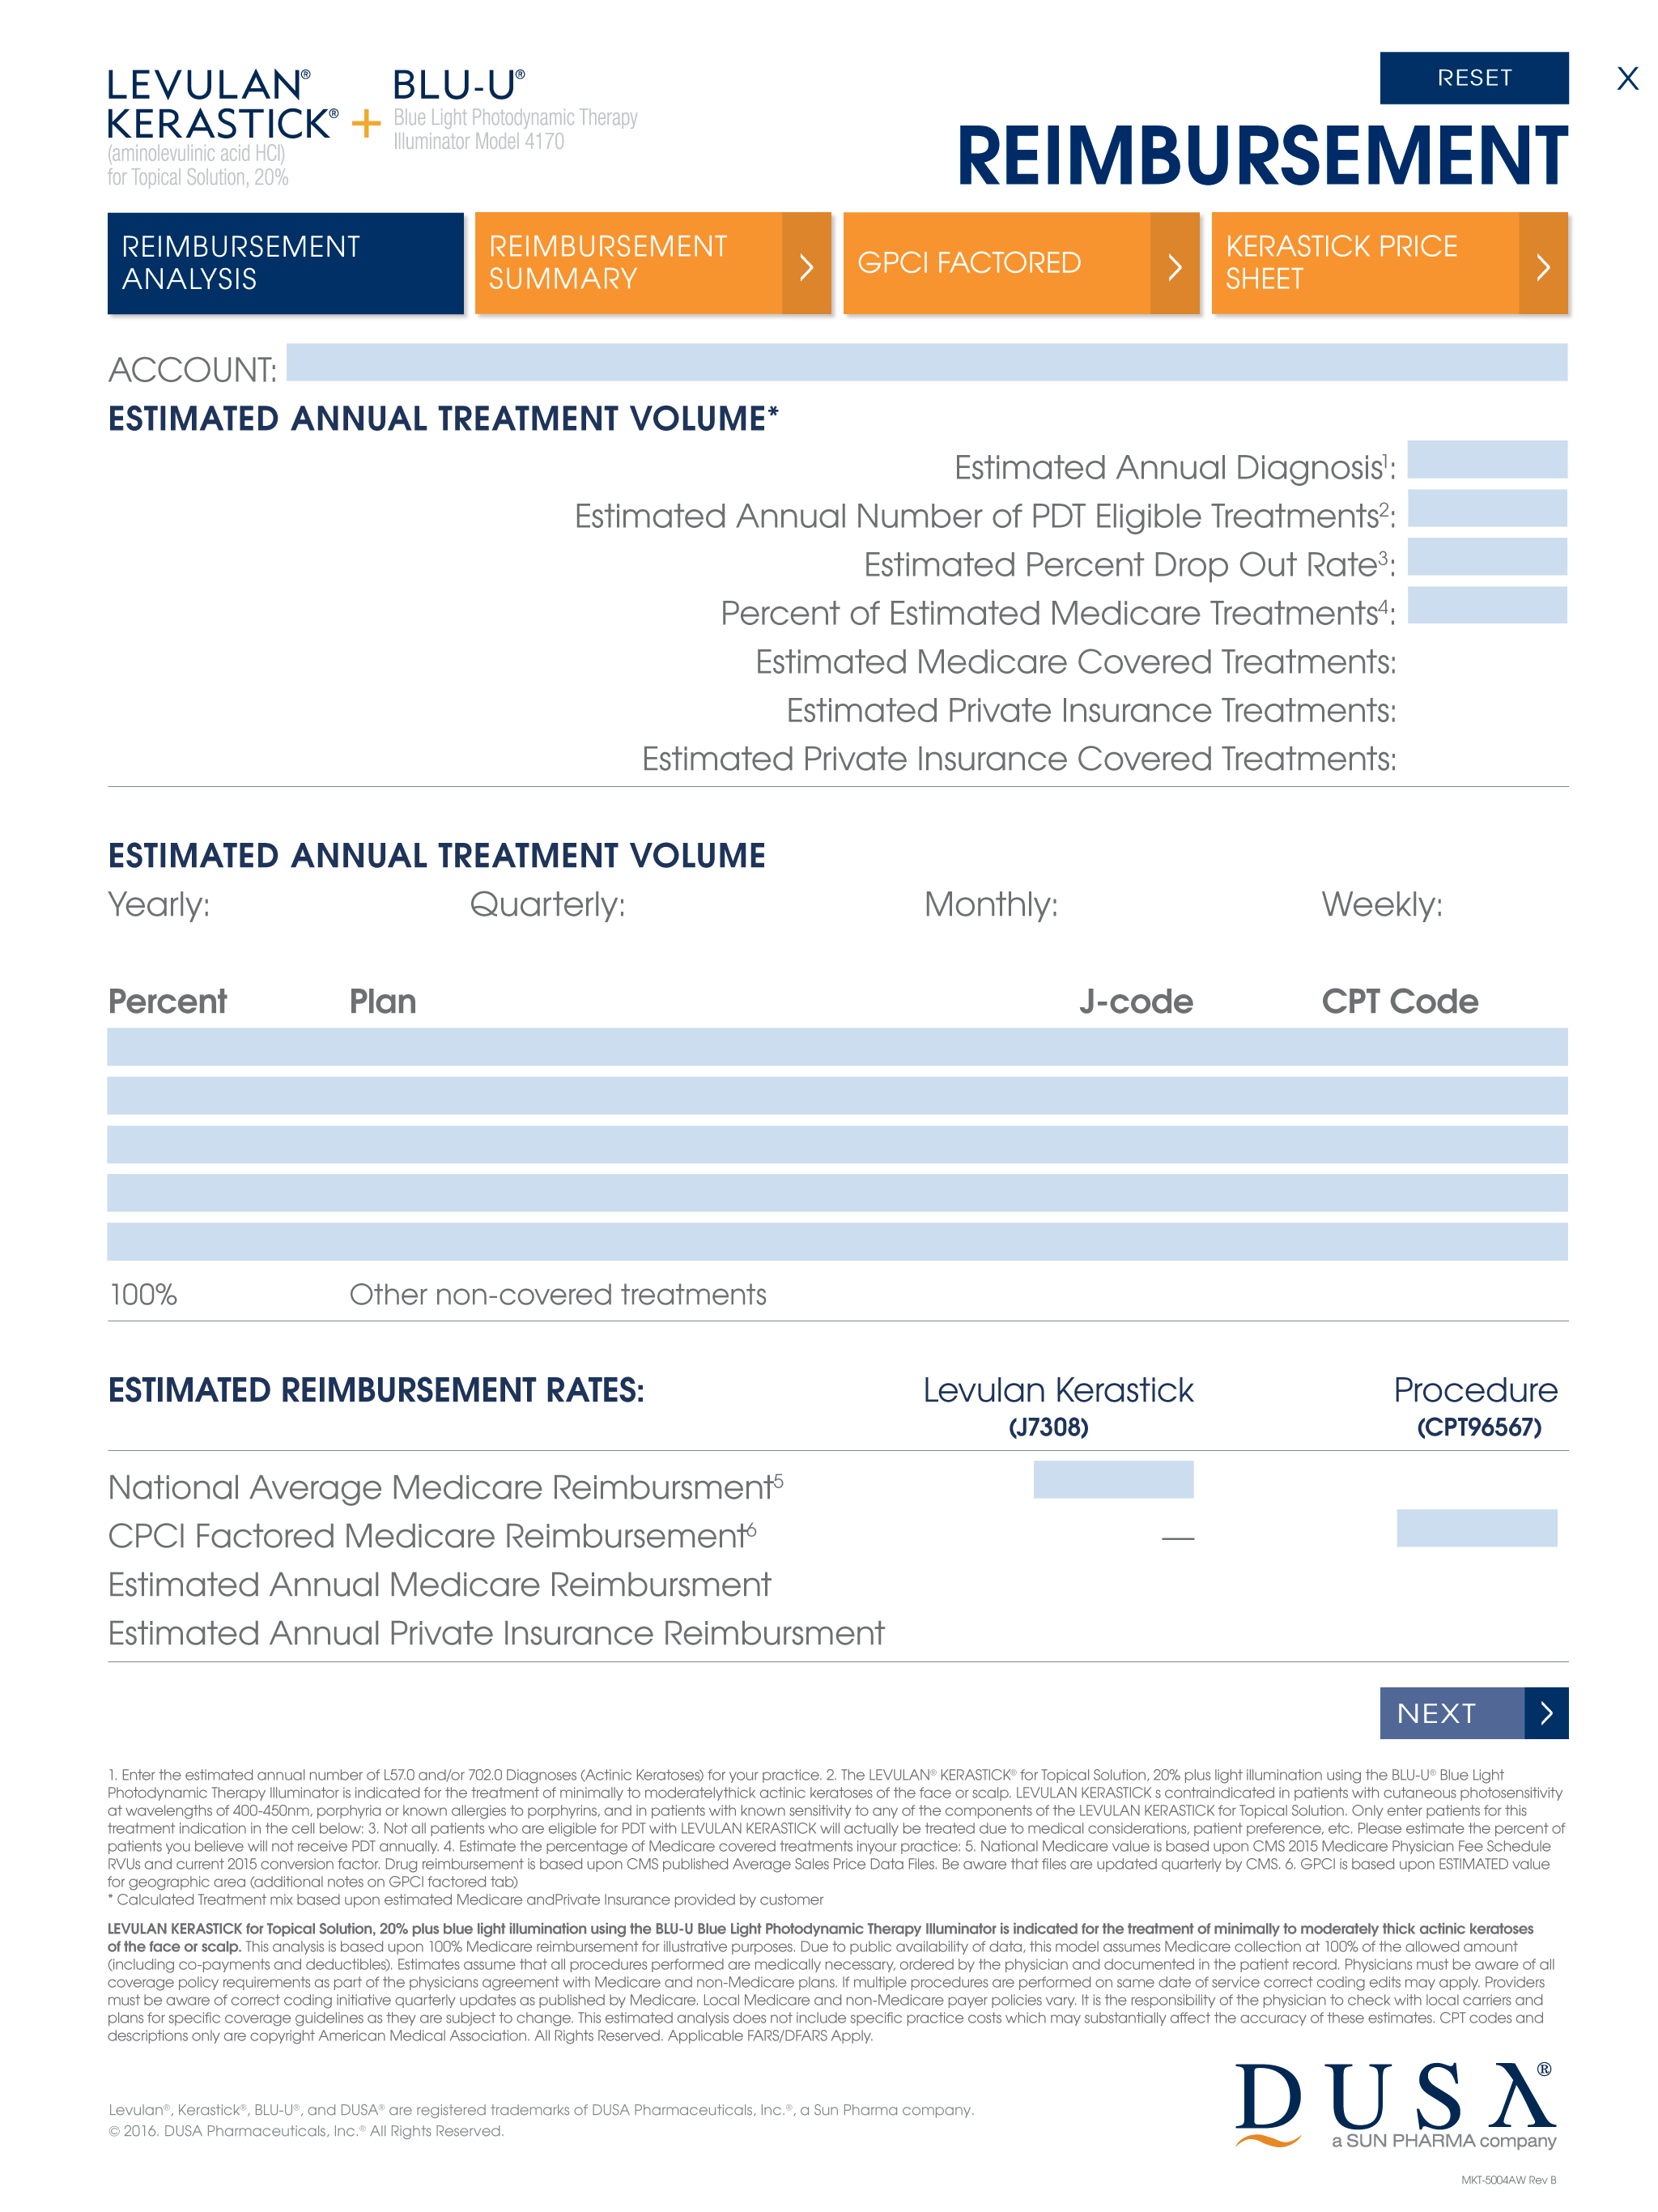 LEVULAN®
KERASTICK®
(aminolevulinic acid HCl)
for Topical Solution, 20%
+
BLU-U®
Blue Light Photodynamic Therapy
Illuminator Model 4170
RESET
X
REIMBURSEMENT
REIMBURSEMENT
ANALYSIS
REIMBURSEMENT
SUMMARY
GPCI FACTORED
KERASTICK PRICE
SHEET
ACCOUNT:
ESTIMATED ANNUAL TREATMENT VOLUME*
Estimated Annual Diagnosis¹:
Estimated Annual Number of PDT Eligible Treatments²:
Estimated Percent Drop Out Rate³:
Percent of Estimated Medicare Treatments⁴:
Estimated Medicare Covered Treatments:
Estimated Private Insurance Treatments:
Estimated Private Insurance Covered Treatments:
ESTIMATED ANNUAL TREATMENT VOLUME
Yearly: Quarterly: Monthly: Weekly:
Percent Plan J-code CPT Code
100% Other non-covered treatments
ESTIMATED REIMBURSEMENT RATES: Levulan Kerastick Procedure
(J7308) (CPT96567)
National Average Medicare Reimbursment⁵
CPCI Factored Medicare Reimbursement⁶ —
Estimated Annual Medicare Reimbursment
Estimated Annual Private Insurance Reimbursment
NEXT
1. Enter the estimated annual number of L57.0 and/or 702.0 Diagnoses (Actinic Keratoses) for your practice. 2. The LEVULAN® KERASTICK® for Topical Solution, 20% plus light illumination using the BLU-U® Blue Light
Photodynamic Therapy Illuminator is indicated for the treatment of minimally to moderatelythick actinic keratoses of the face or scalp. LEVULAN KERASTICK s contraindicated in patients with cutaneous photosensitivity
at wavelengths of 400-450nm, porphyria or known allergies to porphyrins, and in patients with known sensitivity to any of the components of the LEVULAN KERASTICK for Topical Solution. Only enter patients for this
treatment indication in the cell below: 3. Not all patients who are eligible for PDT with LEVULAN KERASTICK will actually be treated due to medical considerations, patient preference, etc. Please estimate the percent of
patients you believe will not receive PDT annually. 4. Estimate the percentage of Medicare covered treatments inyour practice: 5. National Medicare value is based upon CMS 2015 Medicare Physician Fee Schedule
RVUs and current 2015 conversion factor. Drug reimbursement is based upon CMS published Average Sales Price Data Files. Be aware that files are updated quarterly by CMS. 6. GPCI is based upon ESTIMATED value
for geographic area (additional notes on GPCI factored tab)
* Calculated Treatment mix based upon estimated Medicare andPrivate Insurance provided by customer
LEVULAN KERASTICK for Topical Solution, 20% plus blue light illumination using the BLU-U Blue Light Photodynamic Therapy Illuminator is indicated for the treatment of minimally to moderately thick actinic keratoses
of the face or scalp. This analysis is based upon 100% Medicare reimbursement for illustrative purposes. Due to public availability of data, this model assumes Medicare collection at 100% of the allowed amount
(including co-payments and deductibles). Estimates assume that all procedures performed are medically necessary, ordered by the physician and documented in the patient record. Physicians must be aware of all
coverage policy requirements as part of the physicians agreement with Medicare and non-Medicare plans. If multiple procedures are performed on same date of service correct coding edits may apply. Providers
must be aware of correct coding initiative quarterly updates as published by Medicare. Local Medicare and non-Medicare payer policies vary. It is the responsibility of the physician to check with local carriers and
plans for specific coverage guidelines as they are subject to change. This estimated analysis does not include specific practice costs which may substantially affect the accuracy of these estimates. CPT codes and
descriptions only are copyright American Medical Association. All Rights Reserved. Applicable FARS/DFARS Apply.
Levulan®, Kerastick®, BLU-U®, and DUSA® are registered trademarks of DUSA Pharmaceuticals, Inc.®, a Sun Pharma company.
© 2016. DUSA Pharmaceuticals, Inc.® All Rights Reserved.
DUSA®
a SUN PHARMA company
MKT-5004AW Rev B